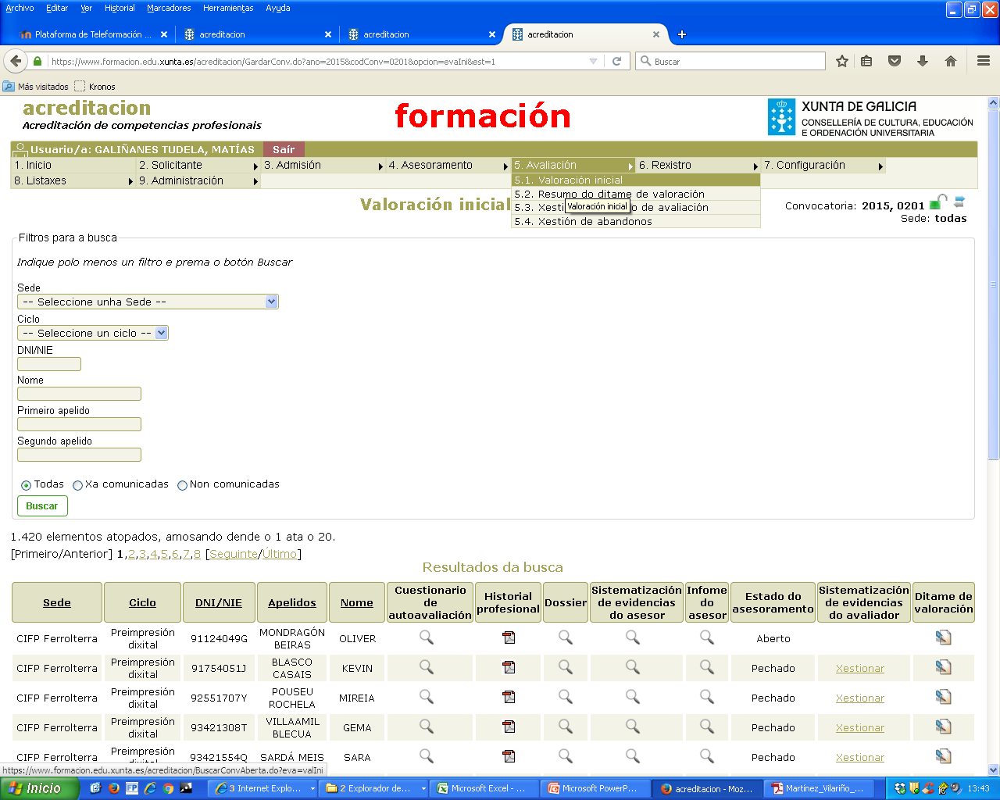 Archivo Editar Ver Historial Marcadores Herramientas Ayuda
Plataforma de Teleformación ... acreditacion acreditacion acreditacion
https://www.formacion.edu.xunta.es/acreditacion/GardarConv.do?ano=2015&codConv=0201&opcion=evaIni&est=1 Buscar
Más visitados Kronos
acreditacion
Acreditación de competencias profesionais
formación
XUNTA DE GALICIA
CONSELLERÍA DE CULTURA, EDUCACIÓN
E ORDENACIÓN UNIVERSITARIA
Usuario/a: GALIÑANES TUDELA, MATÍAS Saír
1. Inicio 2. Solicitante 3. Admisión 4. Asesoramento 5. Avaliación 6. Rexistro 7. Configuración
8. Listaxes 9. Administración
5.1. Valoración inicial
5.2. Resumo do ditame de valoración
5.3. Xesti o de avaliación
5.4. Xestión de abandonos
Valoración inicial
Valoración inicial
Convocatoria: 2015, 0201
Sede: todas
Filtros para a busca
Indique polo menos un filtro e prema o botón Buscar
Sede
-- Seleccione unha Sede --
Ciclo
-- Seleccione un ciclo --
DNI/NIE
Nome
Primeiro apelido
Segundo apelido
Todas Xa comunicadas Non comunicadas
Buscar
1.420 elementos atopados, amosando dende o 1 ata o 20.
[Primeiro/Anterior] 1,2,3,4,5,6,7,8 [Seguinte/Último]
Resultados da busca
Sede Ciclo DNI/NIE Apelidos Nome Cuestionario de autoavaliación Historial profesional Dossier Sistematización de evidencias do asesor Infome do asesor Estado do asesoramento Sistematización de evidencias do avaliador Ditame de valoración
CIFP Ferrolterra Preimpresión dixital 91124049G MONDRAGÓN BEIRAS OLIVER Aberto
CIFP Ferrolterra Preimpresión dixital 91754051J BLASCO CASAIS KEVIN Pechado Xestionar
CIFP Ferrolterra Preimpresión dixital 92551707Y POUSEU ROCHELA MIREIA Pechado Xestionar
CIFP Ferrolterra Preimpresión dixital 93421308T VILLAAMIL BLECUA GEMA Pechado Xestionar
CIFP Ferrolterra Preimpresión dixital 93421554Q SARDÁ MEIS SARA Pechado Xestionar
https://www.formacion.edu.xunta.es/acreditacion/BuscarConvAberta.do?eva=valIni
Inicio FP 3 Internet Explo... 2 Explorador de... Microsoft Excel - ... Microsoft PowerP... acreditacion - Moz... Martínez_Vilariño_... 13:43